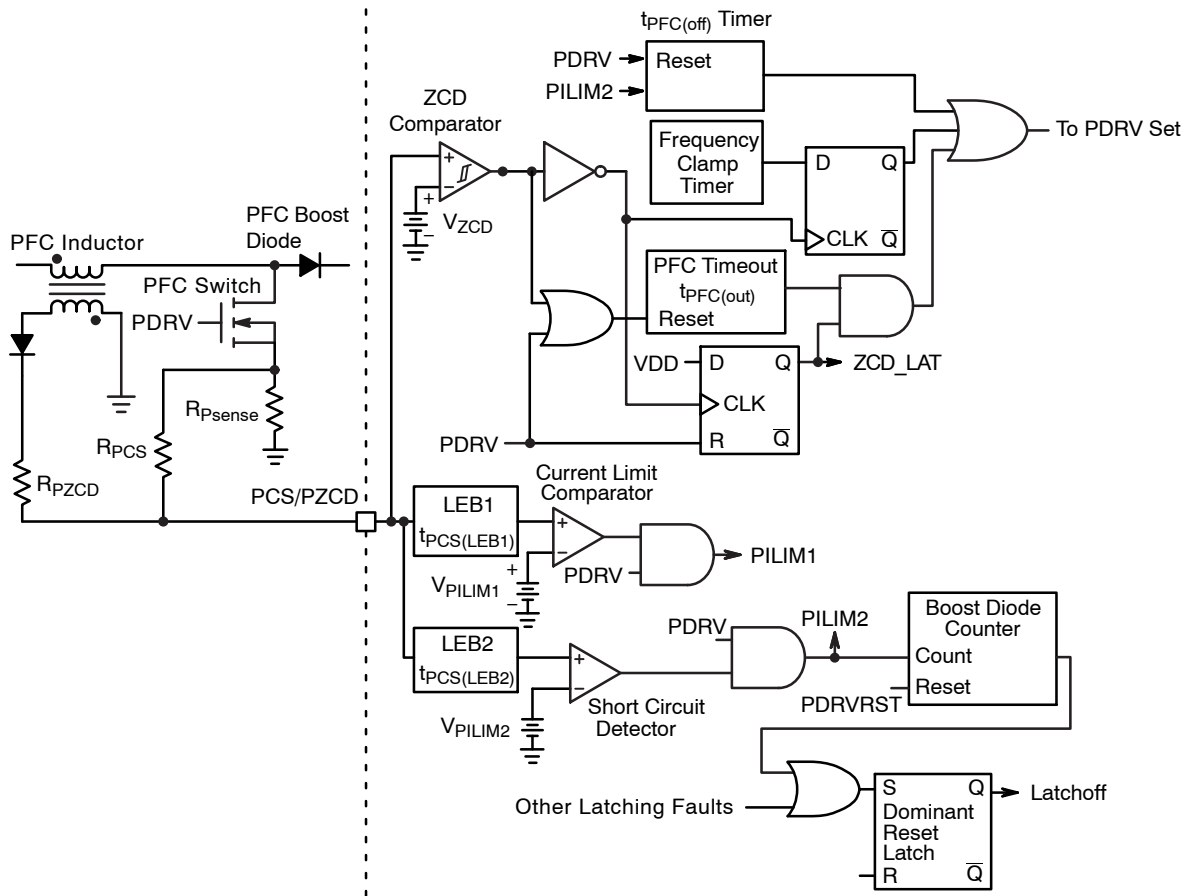 tPFC(off) Timer
PDRV
Reset
PILIM2
ZCD
Comparator
Frequency
Clamp
Timer
D
Q
CLK
Q
To PDRV Set
+
−
+
−
VZCD
PFC Boost
Diode
PFC Inductor
PFC Switch
PDRV
PFC Timeout
tPFC(out)
Reset
VDD
D
Q
ZCD_LAT
CLK
R
Q
PDRV
RPsense
RPCS
RPZCD
PCS/PZCD
Current Limit
Comparator
LEB1
tPCS(LEB1)
+
−
PDRV
PILIM1
VPILIM1
+
−
LEB2
tPCS(LEB2)
+
−
VPILIM2
Short Circuit
Detector
PDRV
PILIM2
Boost Diode
Counter
Count
Reset
PDRVRST
Other Latching Faults
S
Q
Latchoff
Dominant
Reset
Latch
R
Q